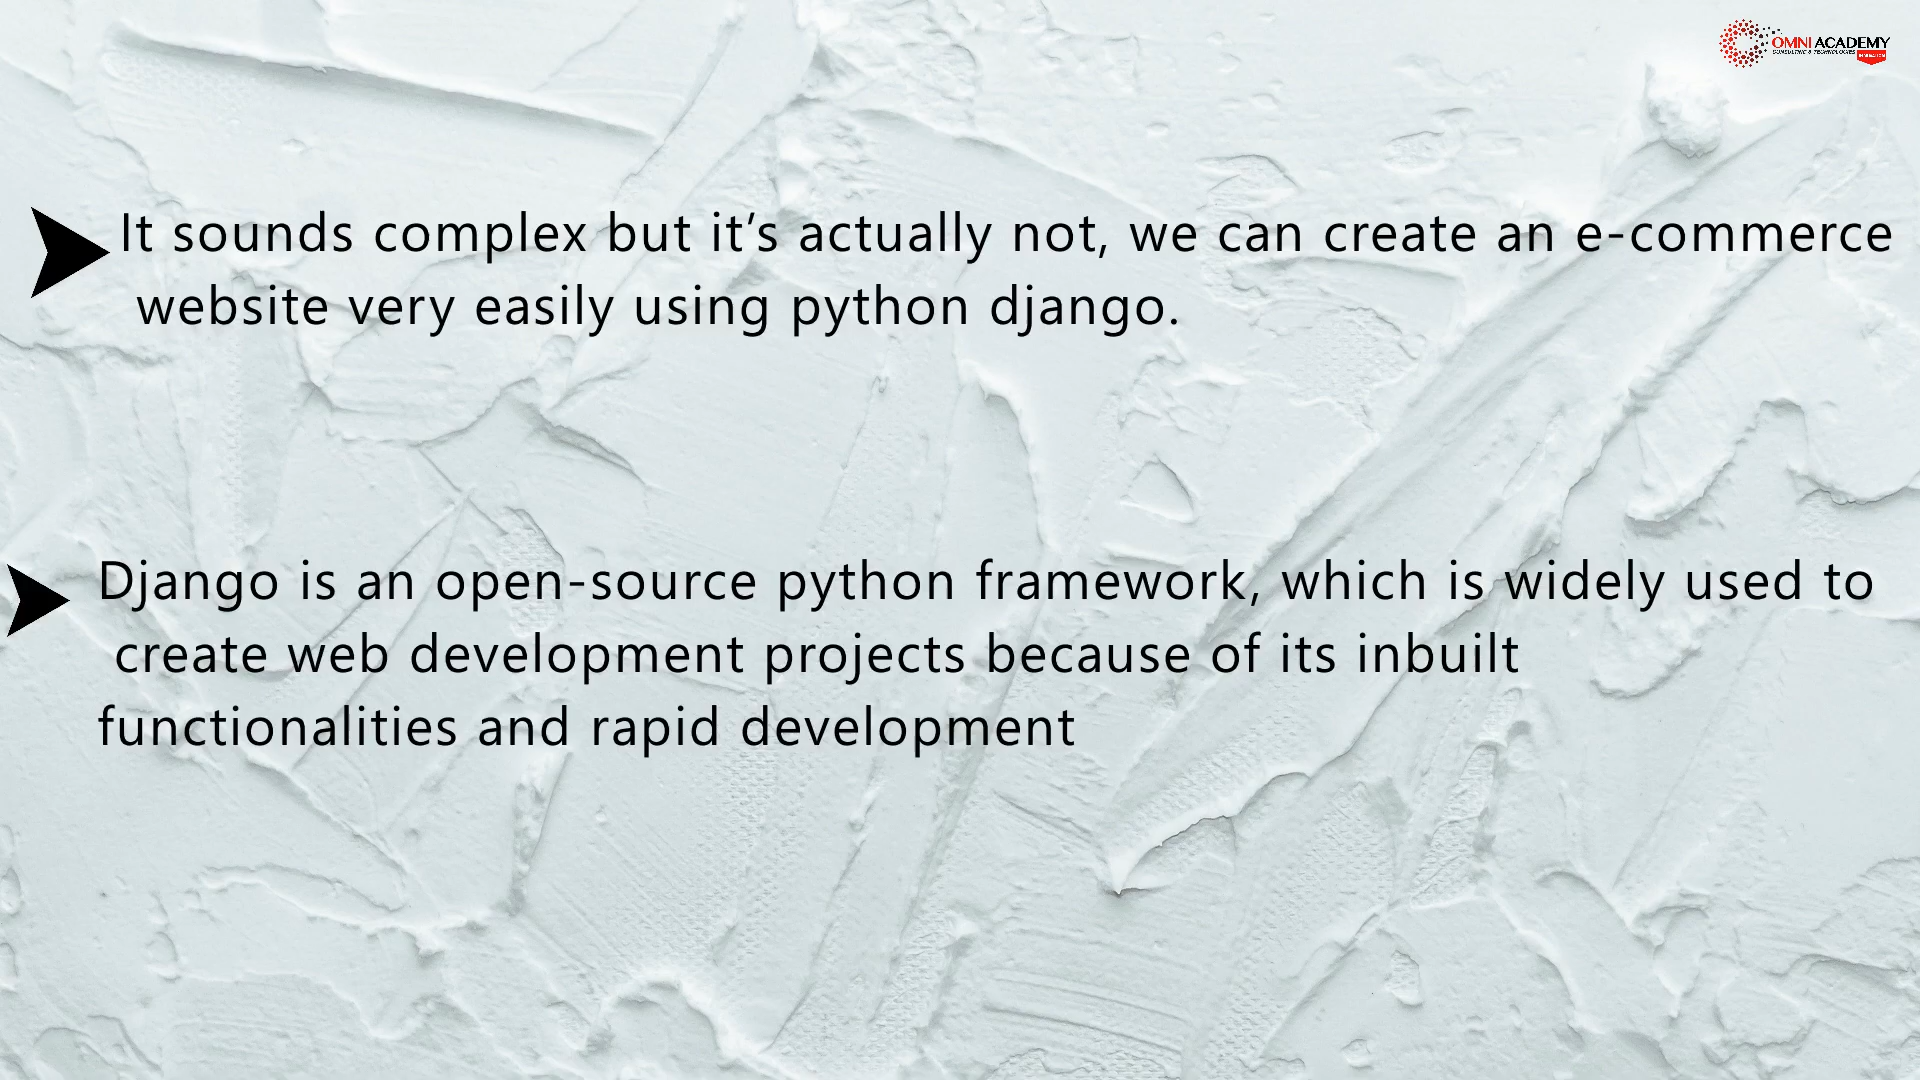 OMNI ACADEMY
CONSULTING & TECHNOLOGIES
It sounds complex but it’s actually not, we can create an e-commerce
website very easily using python django.
Django is an open-source python framework, which is widely used to
create web development projects because of its inbuilt
functionalities and rapid development